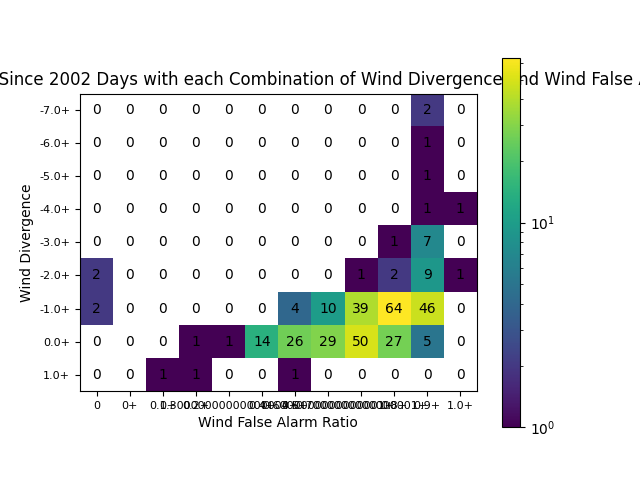 Since 2002 Days with each Combination of Wind Divergence and Wind False
-7.0+ 0 0 0 0 0 0 0 0 0 0 2 0
-6.0+ 0 0 0 0 0 0 0 0 0 0 1 0
-5.0+ 0 0 0 0 0 0 0 0 0 0 1 0
-4.0+ 0 0 0 0 0 0 0 0 0 0 1 1
-3.0+ 0 0 0 0 0 0 0 0 0 1 7 0
-2.0+ 2 0 0 0 0 0 0 0 1 2 9 1
-1.0+ 2 0 0 0 0 0 4 10 39 64 46 0
0.0+ 0 0 0 1 1 14 26 29 50 27 5 0
1.0+ 0 0 1 1 0 0 1 0 0 0 0 0
0 0+ 1.0+
Wind False Alarm Ratio
Wind Divergence
10¹
10⁰